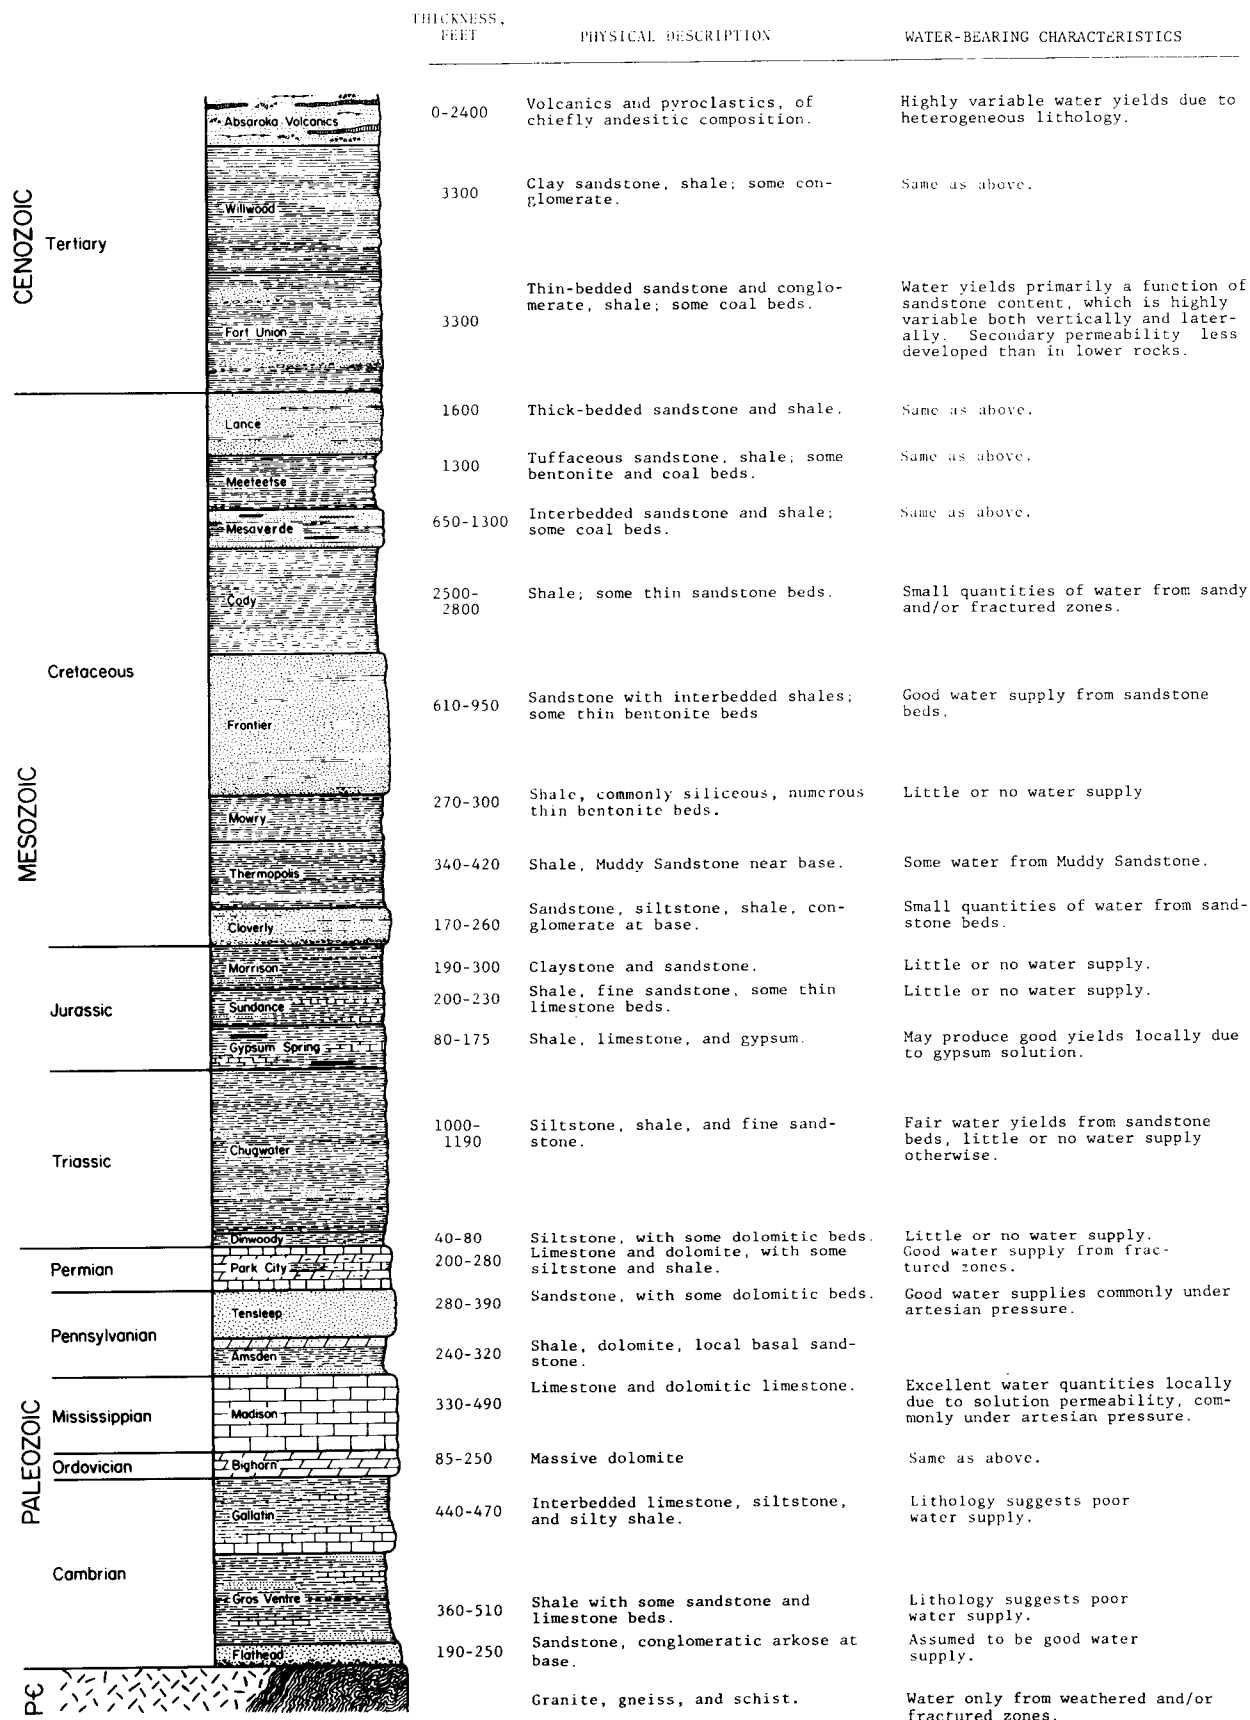 THICKNESS,
FEET
PHYSICAL DESCRIPTION
WATER-BEARING CHARACTERISTICS
CENOZOIC
Tertiary
Absaroka Volcanics
0-2400
Volcanics and pyroclastics, of
chiefly andesitic composition.
Highly variable water yields due to
heterogeneous lithology.
Willwood
3300
Clay sandstone, shale; some con-
glomerate.
Same as above.
Fort Union
3300
Thin-bedded sandstone and conglo-
merate, shale; some coal beds.
Water yields primarily a function of
sandstone content, which is highly
variable both vertically and later-
ally. Secondary permeability less
developed than in lower rocks.
MESOZOIC
Cretaceous
Lance
1600
Thick-bedded sandstone and shale.
Same as above.
Meeteetse
1300
Tuffaceous sandstone, shale; some
bentonite and coal beds.
Same as above.
Mesaverde
650-1300
Interbedded sandstone and shale;
some coal beds.
Same as above.
Cody
2500-
2800
Shale; some thin sandstone beds.
Small quantities of water from sandy
and/or fractured zones.
Frontier
610-950
Sandstone with interbedded shales;
some thin bentonite beds
Good water supply from sandstone
beds.
Mowry
270-300
Shale, commonly siliceous, numerous
thin bentonite beds.
Little or no water supply
Thermopolis
340-420
Shale, Muddy Sandstone near base.
Some water from Muddy Sandstone.
Cloverly
170-260
Sandstone, siltstone, shale, con-
glomerate at base.
Small quantities of water from sand-
stone beds.
Jurassic
Morrison
190-300
Claystone and sandstone.
Little or no water supply.
Sundance
200-230
Shale, fine sandstone, some thin
limestone beds.
Little or no water supply.
Gypsum Spring
80-175
Shale, limestone, and gypsum.
May produce good yields locally due
to gypsum solution.
Triassic
Chugwater
1000-
1190
Siltstone, shale, and fine sand-
stone.
Fair water yields from sandstone
beds, little or no water supply
otherwise.
Dinwoody
40-80
Siltstone, with some dolomitic beds.
Little or no water supply.
PALEOZOIC
Permian
Park City
200-280
Limestone and dolomite, with some
siltstone and shale.
Good water supply from frac-
tured zones.
Pennsylvanian
Tensleep
280-390
Sandstone, with some dolomitic beds.
Good water supplies commonly under
artesian pressure.
Amsden
240-320
Shale, dolomite, local basal sand-
stone.
Mississippian
Madison
330-490
Limestone and dolomitic limestone.
Excellent water quantities locally
due to solution permeability, com-
monly under artesian pressure.
Ordovician
Bighorn
85-250
Massive dolomite
Same as above.
Cambrian
Gallatin
440-470
Interbedded limestone, siltstone,
and silty shale.
Lithology suggests poor
water supply.
Gros Ventre
360-510
Shale with some sandstone and
limestone beds.
Lithology suggests poor
water supply.
Flathead
190-250
Sandstone, conglomeratic arkose at
base.
Assumed to be good water
supply.
P€
Granite, gneiss, and schist.
Water only from weathered and/or
fractured zones.